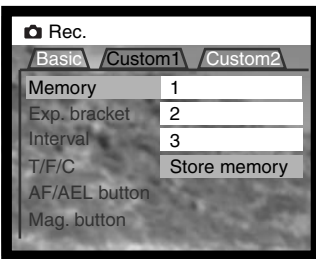 Rec.
Basic Custom1 Custom2
Memory 1
Exp. bracket 2
Interval 3
T/F/C Store memory
AF/AEL button
Mag. button